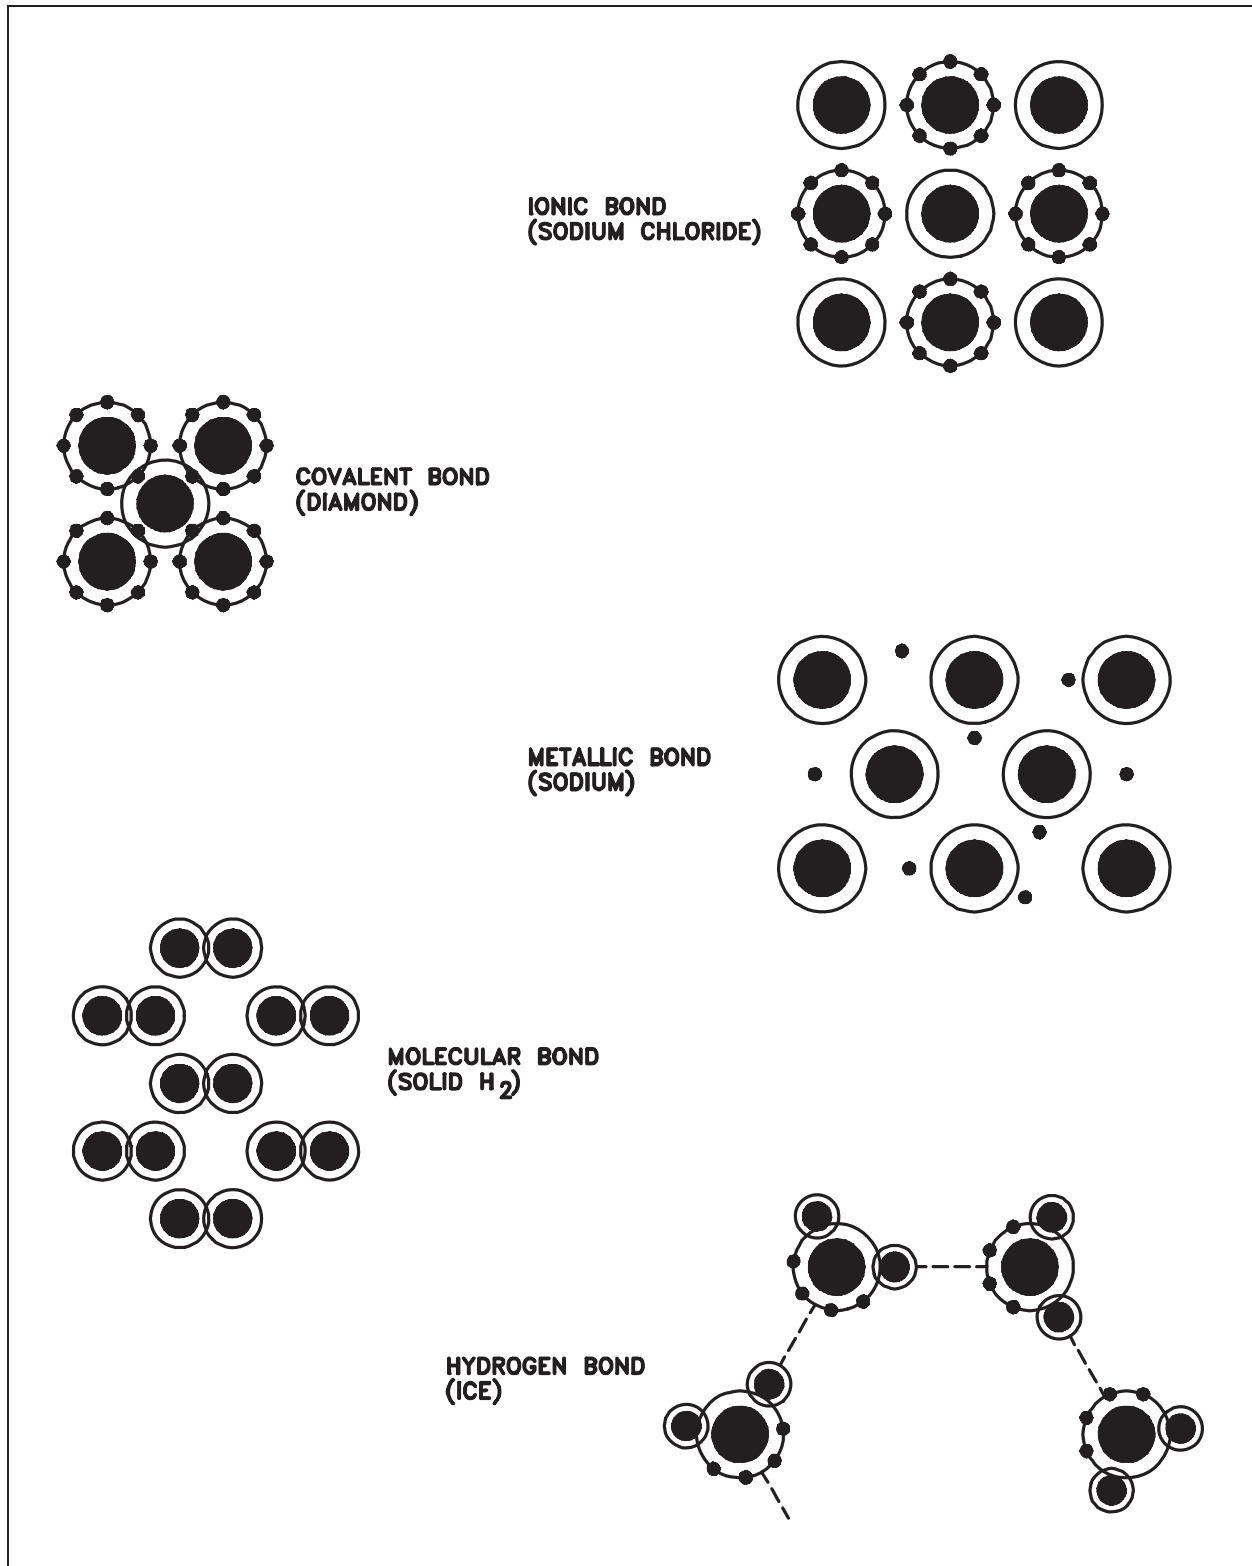 IONIC BOND
(SODIUM CHLORIDE)
COVALENT BOND
(DIAMOND)
METALLIC BOND
(SODIUM)
MOLECULAR BOND
(SOLID H2)
HYDROGEN BOND
(ICE)